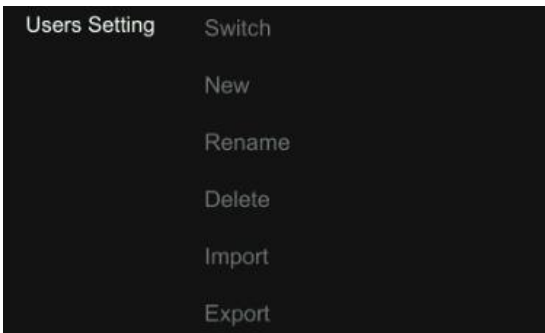 Users Setting Switch
New
Rename
Delete
Import
Export